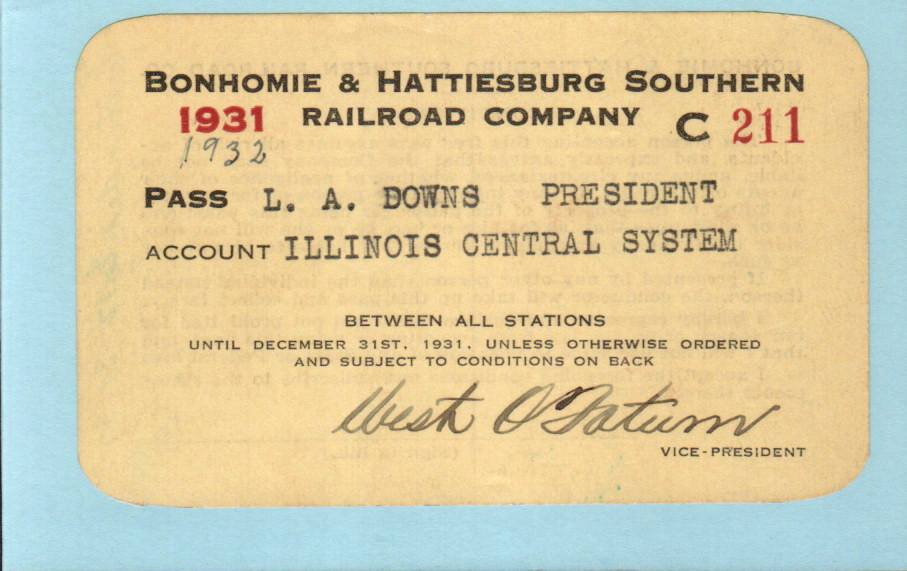 BONHOMIE & HATTIESBURG SOUTHERN
1931 RAILROAD COMPANY C 211
1932
PASS L. A. DOWNS PRESIDENT
ACCOUNT ILLINOIS CENTRAL SYSTEM
BETWEEN ALL STATIONS
UNTIL DECEMBER 31ST, 1931, UNLESS OTHERWISE ORDERED
AND SUBJECT TO CONDITIONS ON BACK
West O'Tatum
VICE-PRESIDENT